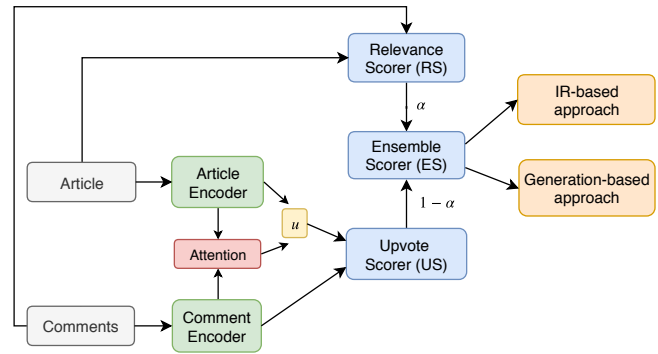 Relevance
Scorer (RS)
α
IR-based
approach
Ensemble
Scorer (ES)
Article
Article
Encoder
Generation-based
approach
1 − α
u
Attention
Upvote
Scorer (US)
Comments
Comment
Encoder